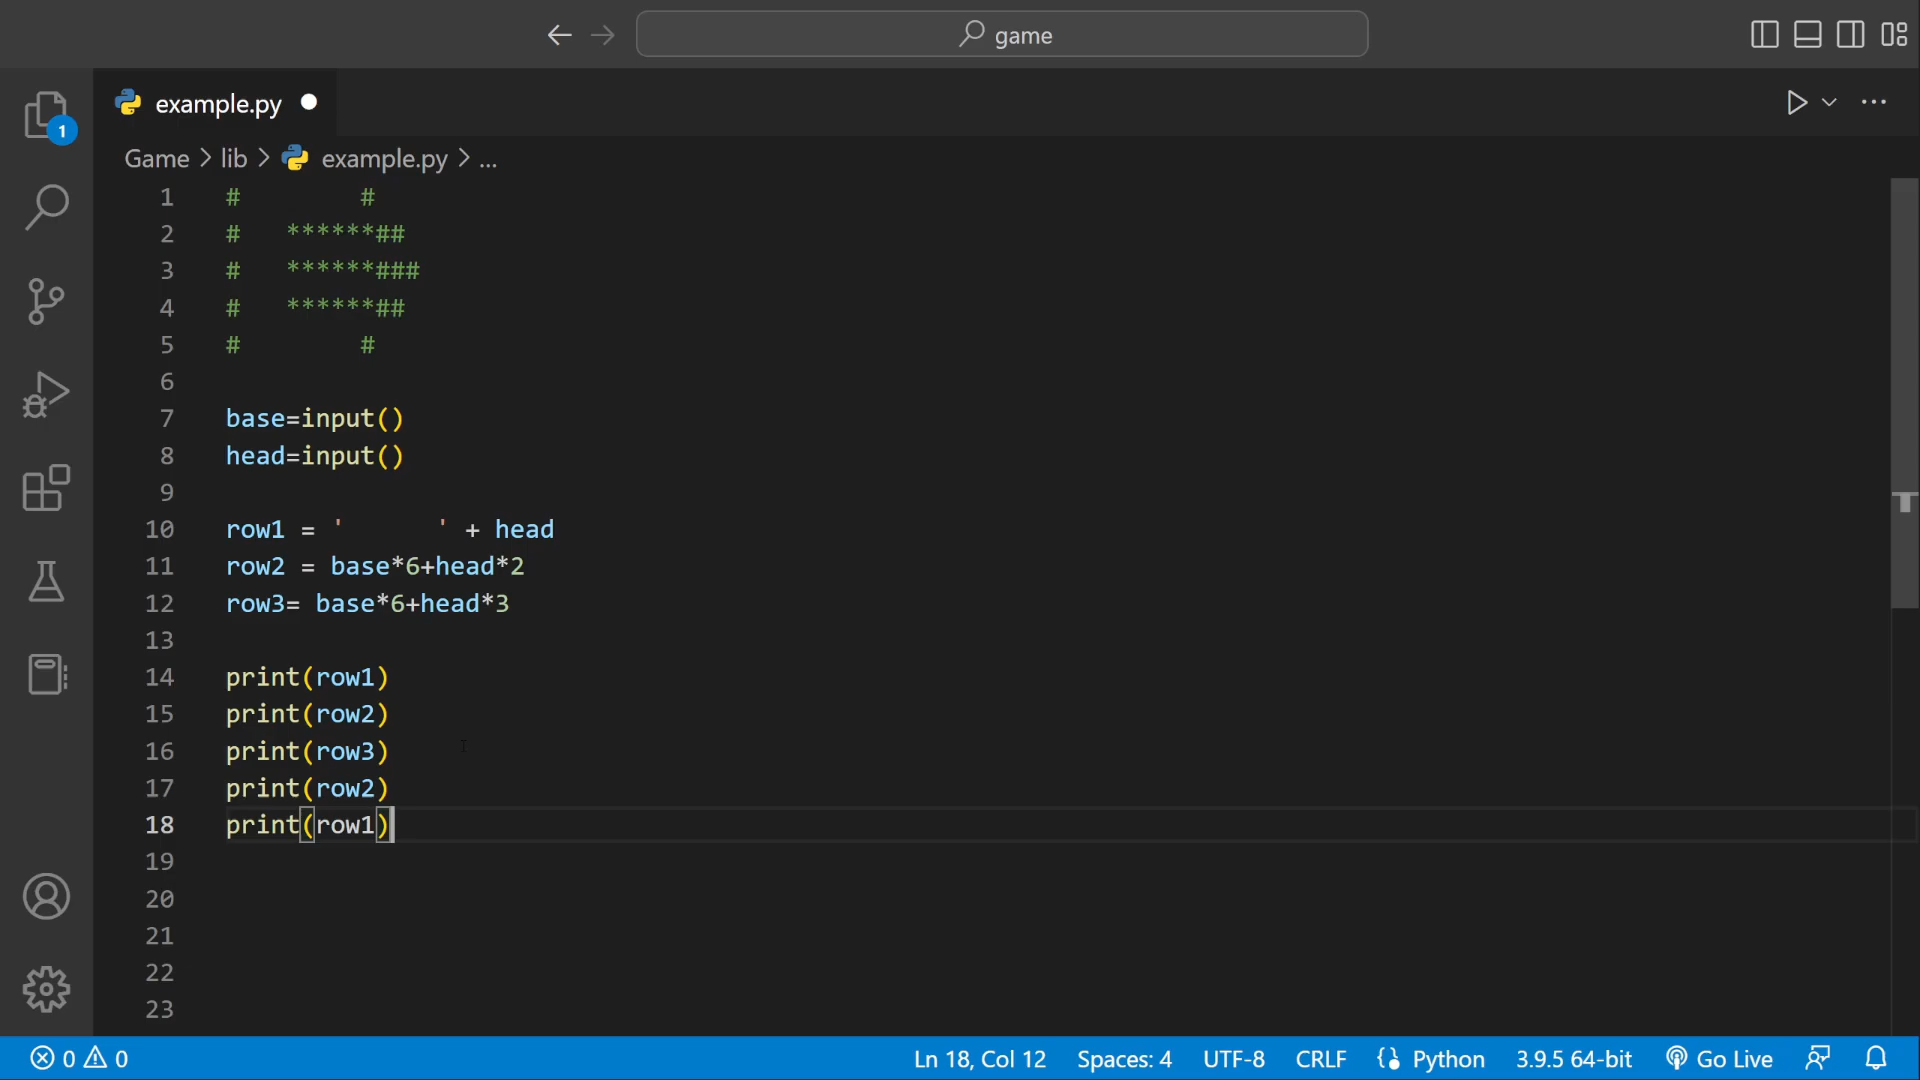 game
1
example.py
Game > lib > example.py > ...
1 #        #
2 #   ******##
3 #   ******###
4 #   ******##
5 #        #
6
7 base=input()
8 head=input()
9
10 row1 = '      ' + head
11 row2 = base*6+head*2
12 row3= base*6+head*3
13
14 print(row1)
15 print(row2)
16 print(row3)
17 print(row2)
18 print(row1)
19
20
21
22
23
0 0 Ln 18, Col 12 Spaces: 4 UTF-8 CRLF Python 3.9.5 64-bit Go Live